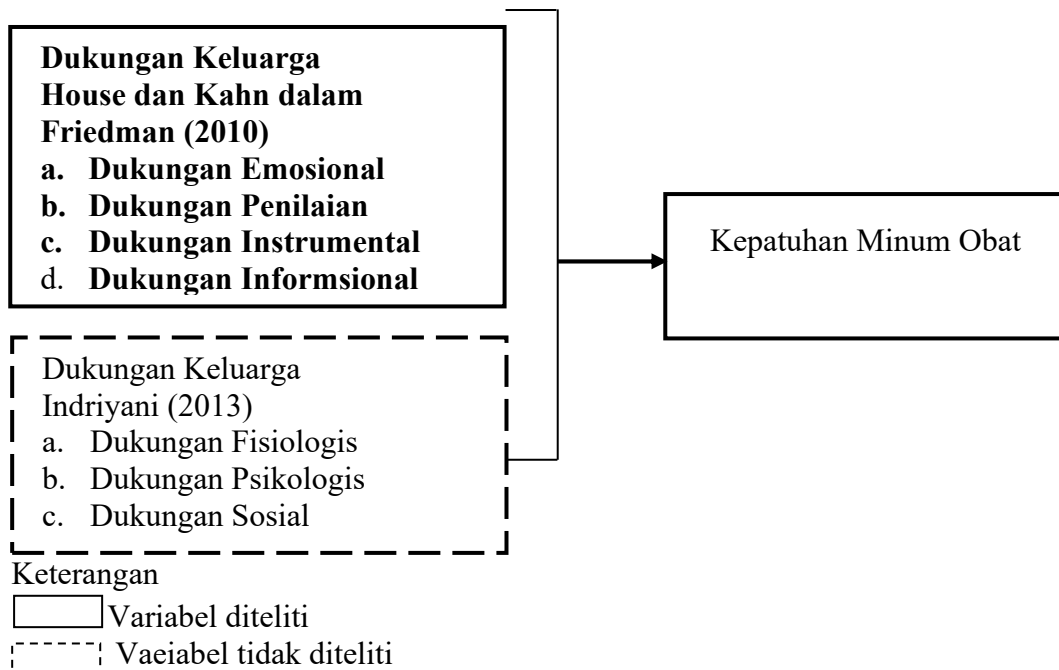 Dukungan Keluarga
House dan Kahn dalam
Friedman (2010)
a. Dukungan Emosional
b. Dukungan Penilaian
c. Dukungan Instrumental
d. Dukungan Informsional
Kepatuhan Minum Obat
Dukungan Keluarga
Indriyani (2013)
a. Dukungan Fisiologis
b. Dukungan Psikologis
c. Dukungan Sosial
Keterangan
Variabel diteliti
Vaeiabel tidak diteliti